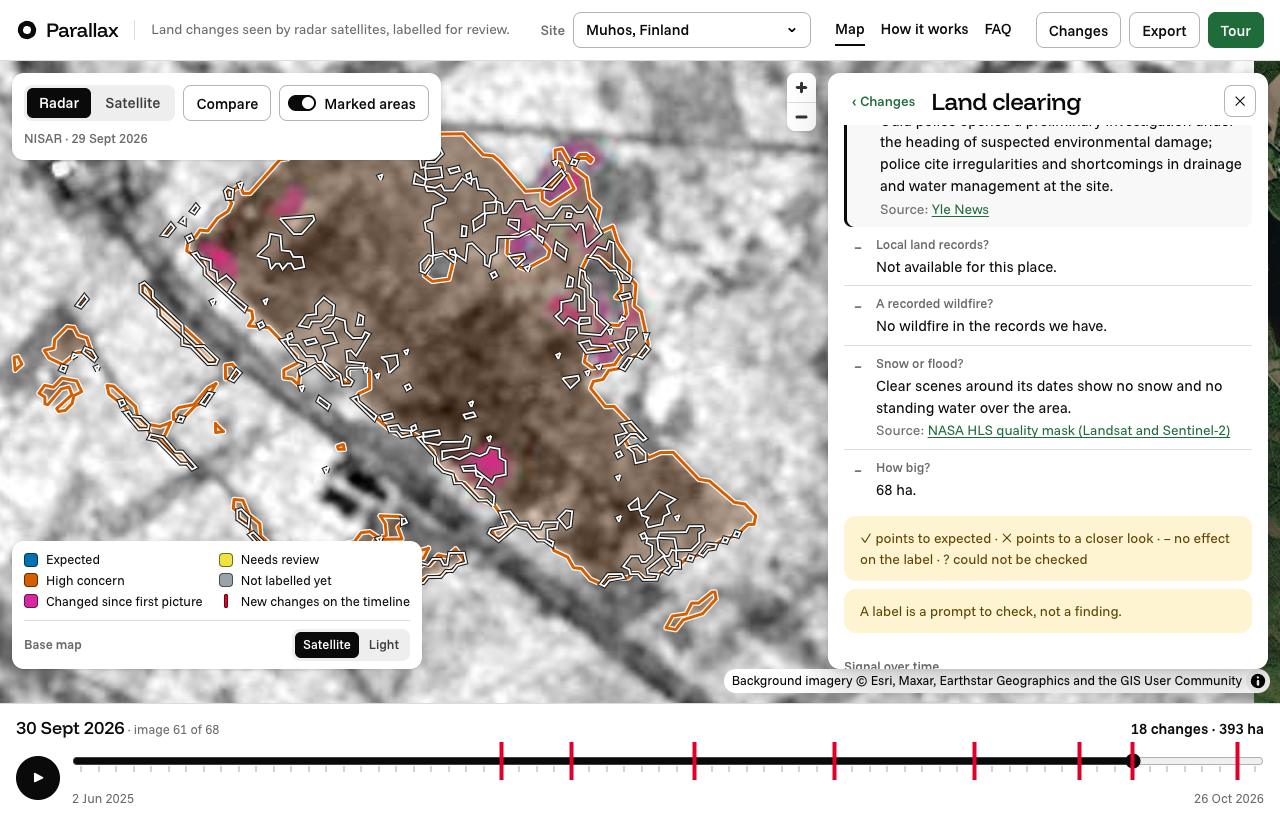 Parallax
Land changes seen by radar satellites, labelled for review.
Site
Muhos, Finland
Map
How it works
FAQ
Changes
Export
Tour
Radar
Satellite
Compare
Marked areas
NISAR · 29 Sept 2026
+
−
‹ Changes
Land clearing
the heading of suspected environmental damage;
police cite irregularities and shortcomings in drainage
and water management at the site.
Source: Yle News
– Local land records?
Not available for this place.
– A recorded wildfire?
No wildfire in the records we have.
– Snow or flood?
Clear scenes around its dates show no snow and no
standing water over the area.
Source: NASA HLS quality mask (Landsat and Sentinel-2)
– How big?
68 ha.
✓ points to expected · ✕ points to a closer look · – no effect
on the label · ? could not be checked
A label is a prompt to check, not a finding.
Signal over time
Expected
Needs review
High concern
Not labelled yet
Changed since first picture
New changes on the timeline
Base map
Satellite
Light
Background imagery © Esri, Maxar, Earthstar Geographics and the GIS User Community
30 Sept 2026 · image 61 of 68
18 changes · 393 ha
2 Jun 2025
26 Oct 2026